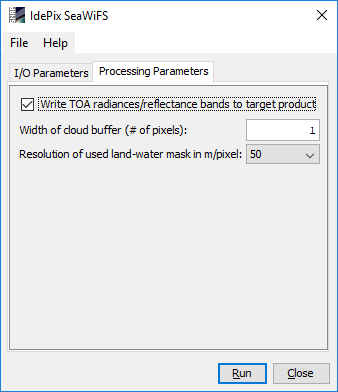 IdePix SeaWiFS
File Help
I/O Parameters Processing Parameters
Write TOA radiances/reflectance bands to target product
Width of cloud buffer (# of pixels): 1
Resolution of used land-water mask in m/pixel: 50
Run Close